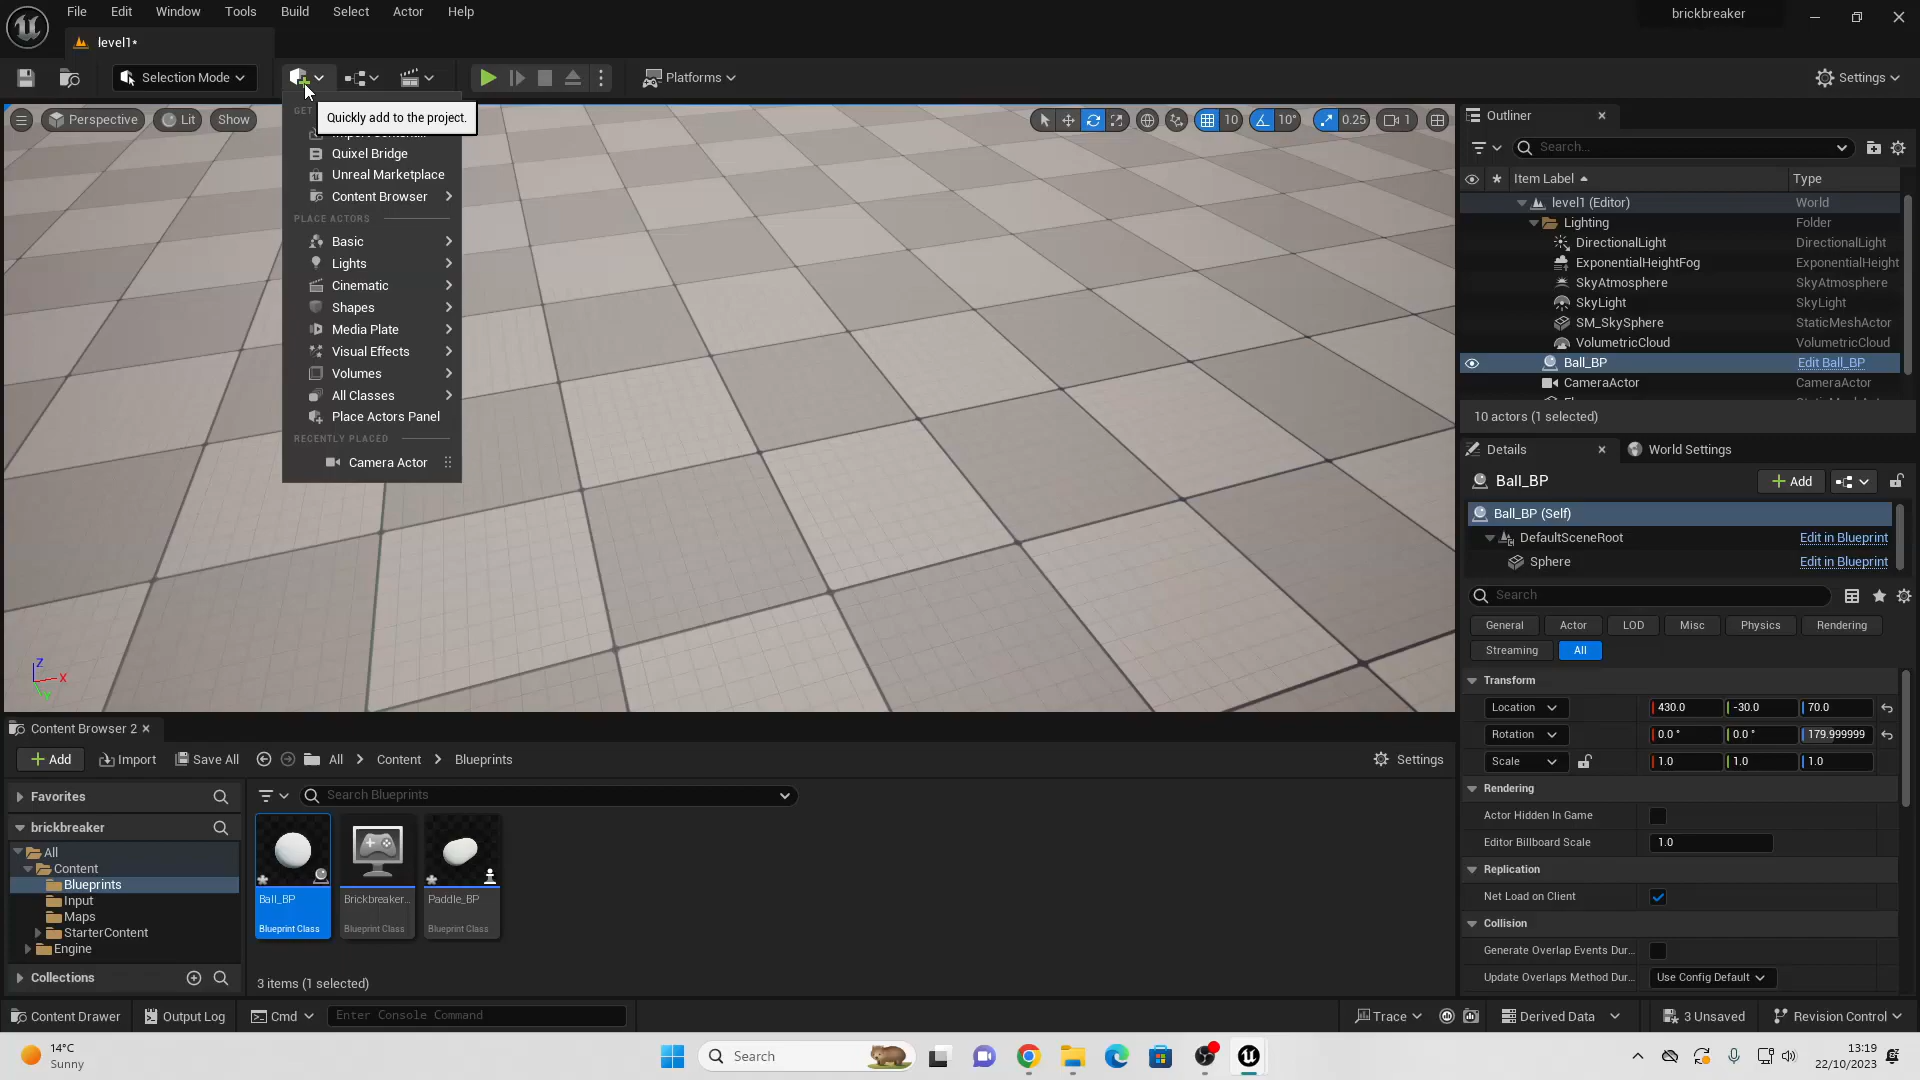 File Edit Window Tools Build Select Actor Help
brickbreaker
level1*
Selection Mode
Platforms
Settings
Perspective Lit Show
10 10° 0.25 1
Quickly add to the project.
Quixel Bridge
Unreal Marketplace
Content Browser
PLACE ACTORS
Basic
Lights
Cinematic
Shapes
Media Plate
Visual Effects
Volumes
All Classes
Place Actors Panel
RECENTLY PLACED
Camera Actor
Z
X
Y
Outliner
Search...
Item Label Type
level1 (Editor) World
Lighting Folder
DirectionalLight DirectionalLight
ExponentialHeightFog ExponentialHeight
SkyAtmosphere SkyAtmosphere
SkyLight SkyLight
SM_SkySphere StaticMeshActor
VolumetricCloud VolumetricCloud
Ball_BP Edit Ball_BP
CameraActor CameraActor
10 actors (1 selected)
Details World Settings
Ball_BP Add
Ball_BP (Self)
DefaultSceneRoot Edit in Blueprint
Sphere Edit in Blueprint
Search
General Actor LOD Misc Physics Rendering
Streaming All
Transform
Location 430.0 -30.0 70.0
Rotation 0.0 ° 0.0 ° 179.999999
Scale 1.0 1.0 1.0
Rendering
Actor Hidden In Game
Editor Billboard Scale 1.0
Replication
Net Load on Client
Collision
Generate Overlap Events Dur...
Update Overlaps Method Dur... Use Config Default
Content Browser 2
Add Import Save All All Content Blueprints Settings
Favorites
Search Blueprints
brickbreaker
All
Content
Blueprints
Input
Maps
StarterContent
Engine
Collections
Ball_BP
Blueprint Class
Brickbreaker...
Blueprint Class
Paddle_BP
Blueprint Class
3 items (1 selected)
Content Drawer Output Log Cmd Enter Console Command
Trace Derived Data 3 Unsaved Revision Control
14°C
Sunny
Search
13:19
22/10/2023